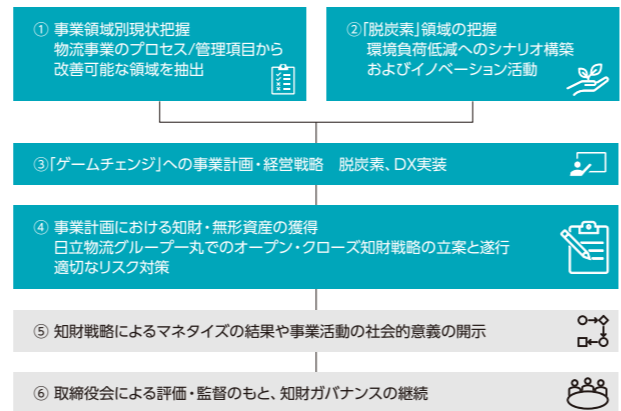 ① 事業領域別現状把握
物流事業のプロセス/管理項目から
改善可能な領域を抽出
②「脱炭素」領域の把握
環境負荷低減へのシナリオ構築
およびイノベーション活動
③「ゲームチェンジ」への事業計画・経営戦略　脱炭素、DX実装
④ 事業計画における知財・無形資産の獲得
日立物流グループ一丸でのオープン・クローズ知財戦略の立案と遂行
適切なリスク対策
⑤ 知財戦略によるマネタイズの結果や事業活動の社会的意義の開示
⑥ 取締役会による評価・監督のもと、知財ガバナンスの継続